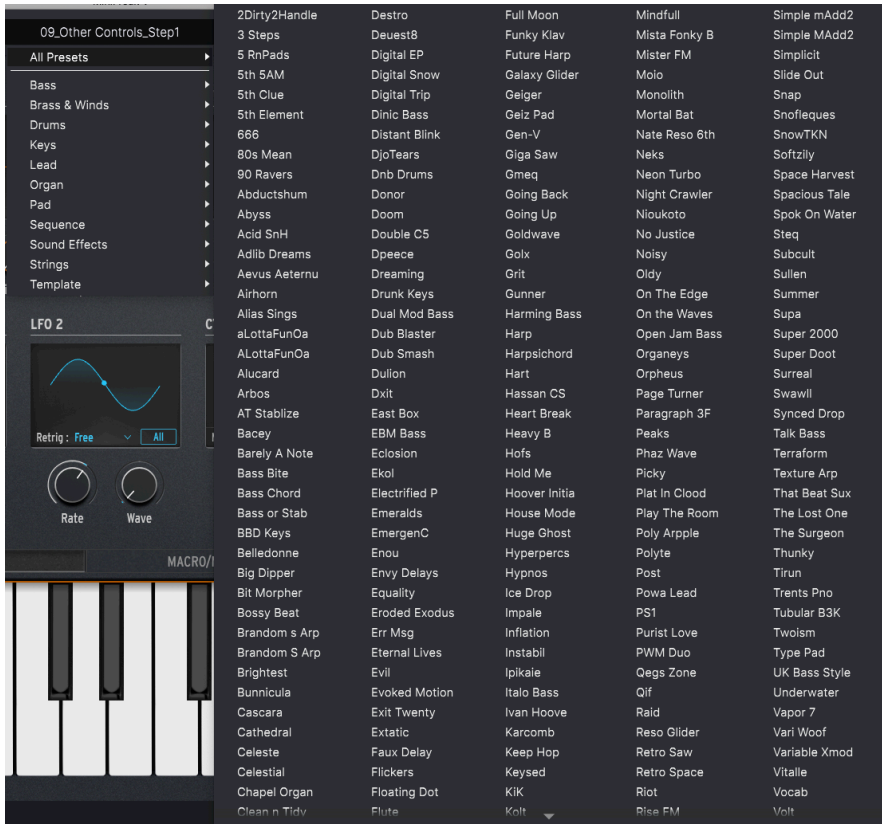 09_Other Controls_Step1
All Presets
Bass
Brass & Winds
Drums
Keys
Lead
Organ
Pad
Sequence
Sound Effects
Strings
Template
LFO 2
Retrig : Free
All
Rate
Wave
MACRO/
2Dirty2Handle
3 Steps
5 RnPads
5th 5AM
5th Clue
5th Element
666
80s Mean
90 Ravers
Abductshum
Abyss
Acid SnH
Adlib Dreams
Aevus Aeternu
Airhorn
Alias Sings
aLottaFunOa
ALottaFunOa
Alucard
Arbos
AT Stablize
Bacey
Barely A Note
Bass Bite
Bass Chord
Bass or Stab
BBD Keys
Belledonne
Big Dipper
Bit Morpher
Bossy Beat
Brandom s Arp
Brandom S Arp
Brightest
Bunnicula
Cascara
Cathedral
Celeste
Celestial
Chapel Organ
Clean n Tidy
Destro
Deuest8
Digital EP
Digital Snow
Digital Trip
Dinic Bass
Distant Blink
DjoTears
Dnb Drums
Donor
Doom
Double C5
Dpeece
Dreaming
Drunk Keys
Dual Mod Bass
Dub Blaster
Dub Smash
Dulion
Dxit
East Box
EBM Bass
Eclosion
Ekol
Electrified P
Emeralds
EmergenC
Enou
Envy Delays
Equality
Eroded Exodus
Err Msg
Eternal Lives
Evil
Evoked Motion
Exit Twenty
Extatic
Faux Delay
Flickers
Floating Dot
Flute
Full Moon
Funky Klav
Future Harp
Galaxy Glider
Geiger
Geiz Pad
Gen-V
Giga Saw
Gmeq
Going Back
Going Up
Goldwave
Golx
Grit
Gunner
Harming Bass
Harp
Harpsichord
Hart
Hassan CS
Heart Break
Heavy B
Hofs
Hold Me
Hoover Initia
House Mode
Huge Ghost
Hyperpercs
Hypnos
Ice Drop
Impale
Inflation
Instabil
Ipikaie
Italo Bass
Ivan Hoove
Karcomb
Keep Hop
Keysed
KiK
Kolt
Mindfull
Mista Fonky B
Mister FM
Moio
Monolith
Mortal Bat
Nate Reso 6th
Neks
Neon Turbo
Night Crawler
Nioukoto
No Justice
Noisy
Oldy
On The Edge
On the Waves
Open Jam Bass
Organeys
Orpheus
Page Turner
Paragraph 3F
Peaks
Phaz Wave
Picky
Plat In Clood
Play The Room
Poly Arpple
Polyte
Post
Powa Lead
PS1
Purist Love
PWM Duo
Qegs Zone
Qif
Raid
Reso Glider
Retro Saw
Retro Space
Riot
Rise FM
Simple mAdd2
Simple MAdd2
Simplicit
Slide Out
Snap
Snofleques
SnowTKN
Softzily
Space Harvest
Spacious Tale
Spok On Water
Steq
Subcult
Sullen
Summer
Supa
Super 2000
Super Doot
Surreal
Swawll
Synced Drop
Talk Bass
Terraform
Texture Arp
That Beat Sux
The Lost One
The Surgeon
Thunky
Tirun
Trents Pno
Tubular B3K
Twoism
Type Pad
UK Bass Style
Underwater
Vapor 7
Vari Woof
Variable Xmod
Vitalle
Vocab
Volt